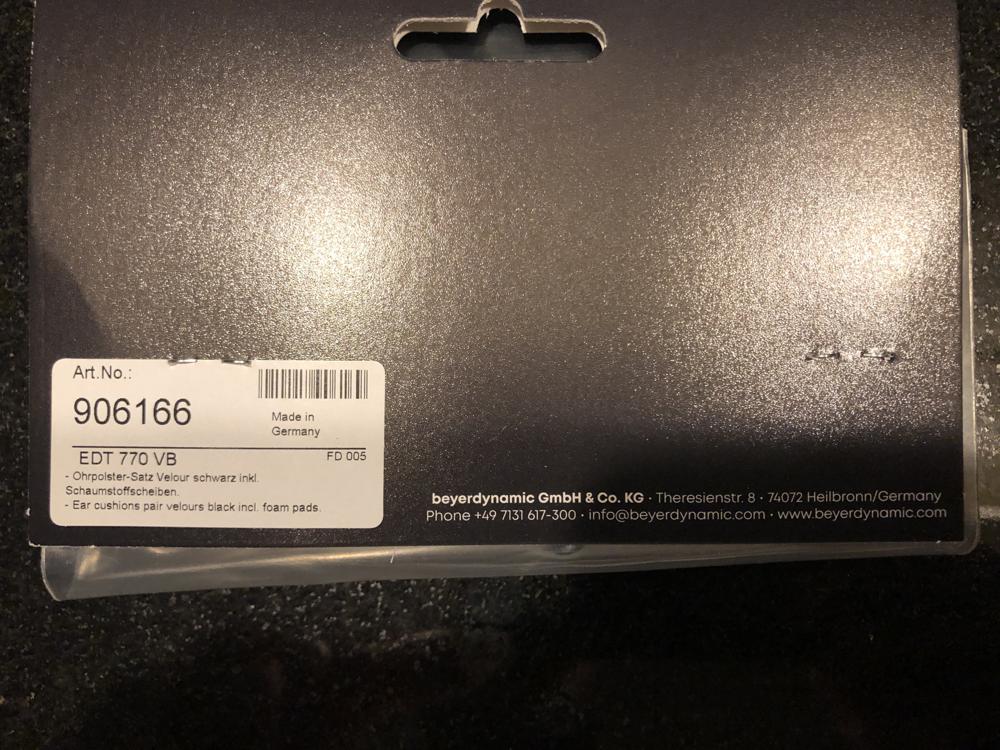 Art.No.:
906166
Made in
Germany
EDT 770 VB
FD 005
- Ohrpolster-Satz Velour schwarz inkl.
Schaumstoffscheiben.
- Ear cushions pair velours black incl. foam pads.
beyerdynamic GmbH & Co. KG · Theresienstr. 8 · 74072 Heilbronn/Germany
Phone +49 7131 617-300 · info@beyerdynamic.com · www.beyerdynamic.com